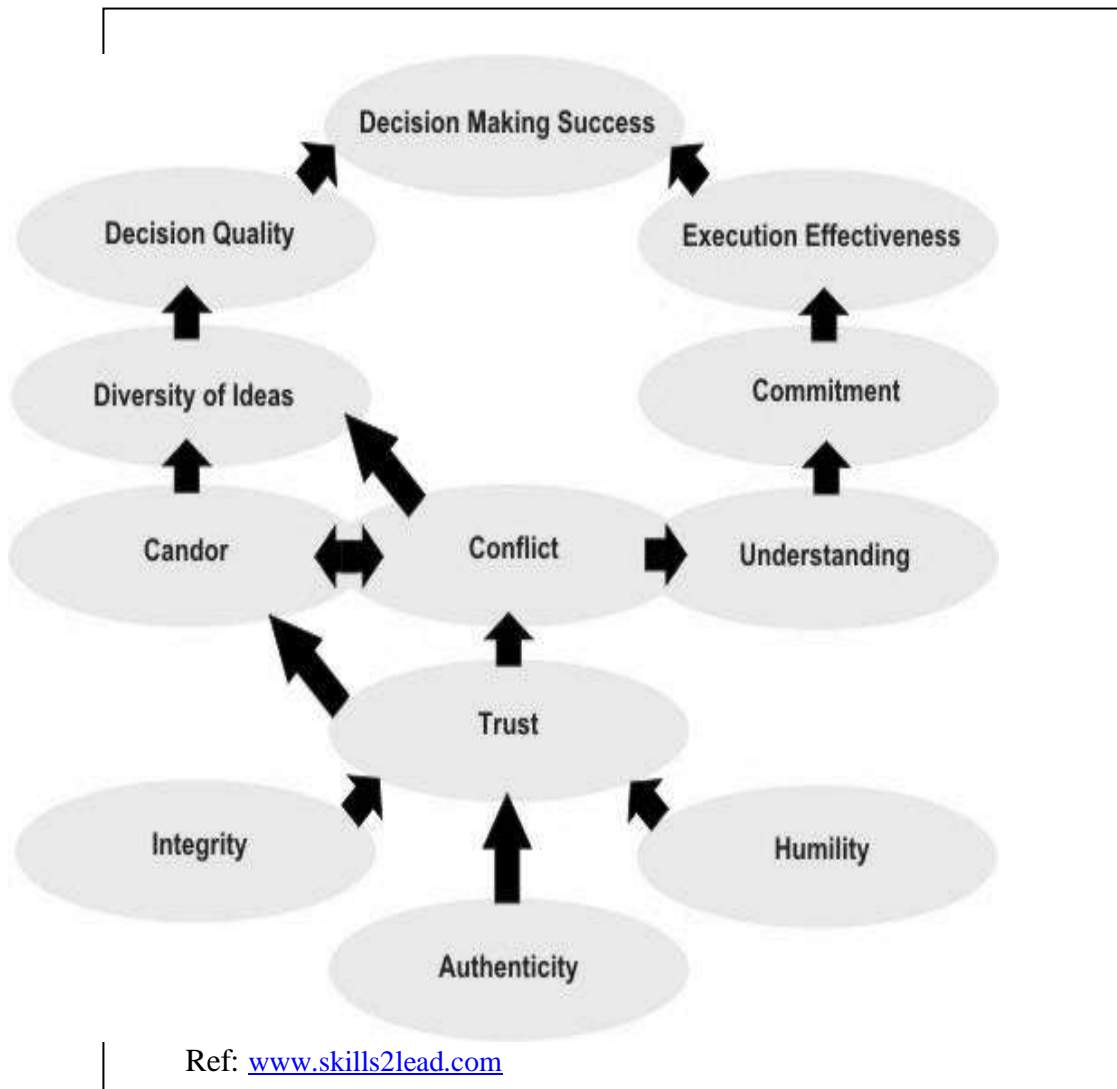 Decision Making Success
Decision Quality
Execution Effectiveness
Diversity of Ideas
Commitment
Candor
Conflict
Understanding
Trust
Integrity
Humility
Authenticity
Ref: www.skills2lead.com